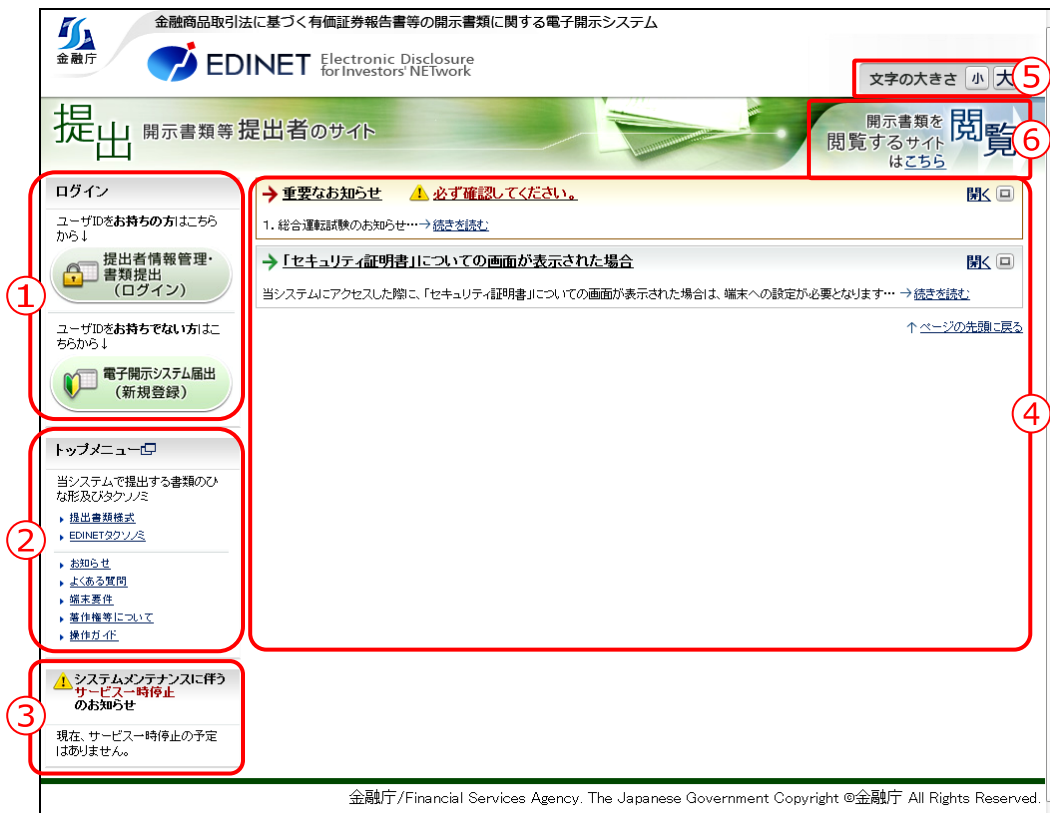 金融商品取引法に基づく有価証券報告書等の開示書類に関する電子開示システム
金融庁
EDINET
Electronic Disclosure
for Investors' NETwork
文字の大きさ 小 大
⑤
提出 開示書類等提出者のサイト
開示書類を
閲覧するサイト
はこちら
閲覧
⑥
①
ログイン
ユーザIDをお持ちの方はこちら
から↓
提出者情報管理・
書類提出
(ログイン)
ユーザIDをお持ちでない方はこ
ちらから↓
電子開示システム届出
(新規登録)
②
トップメニュー
当システムで提出する書類のひ
な形及びタクソノミ
提出書類様式
EDINETタクソノミ
お知らせ
よくある質問
端末要件
著作権等について
操作ガイド
③
システムメンテナンスに伴う
サービス一時停止
のお知らせ
現在、サービス一時停止の予定
はありません。
④
→ 重要なお知らせ 必ず確認してください。 開く
1. 総合運転試験のお知らせ…→続きを読む
→ 「セキュリティ証明書」についての画面が表示された場合 開く
当システムにアクセスした際に、「セキュリティ証明書」についての画面が表示された場合は、端末への設定が必要となります… →続きを読む
↑ページの先頭に戻る
金融庁/Financial Services Agency. The Japanese Government Copyright ©金融庁 All Rights Reserved.